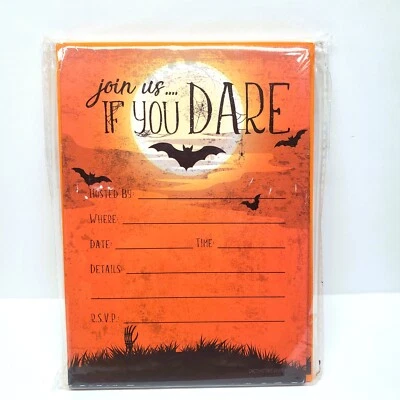 join us....
IF YOU DARE
HOSTED BY:
WHERE:
DATE: TIME:
DETAILS:
R.S.V.P.